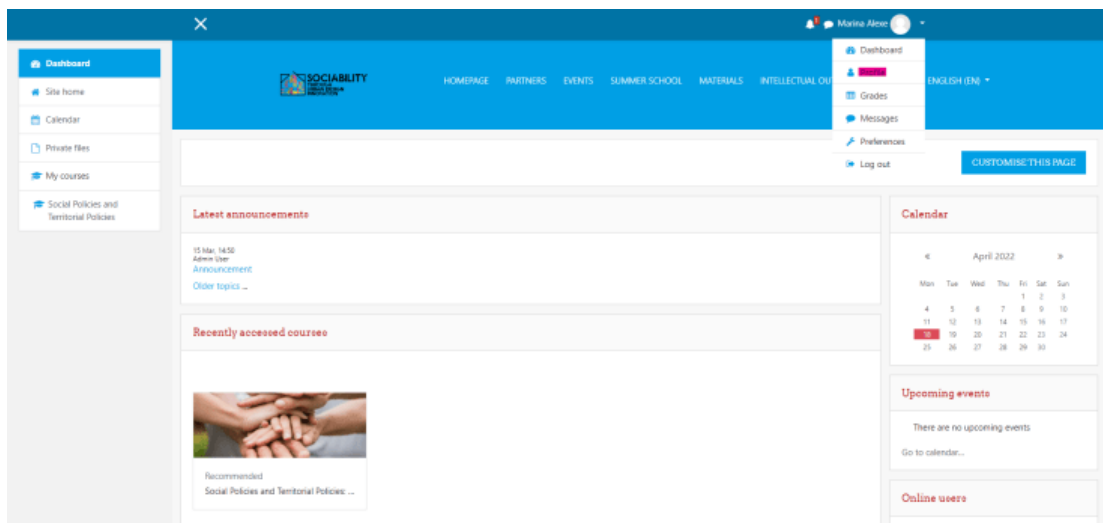 Marina Alexe
Dashboard
Site home
Calendar
Private files
My courses
Social Policies and
Territorial Policies
SOCIABILITY
HOMEPAGE PARTNERS EVENTS SUMMER SCHOOL MATERIALS INTELLECTUAL OU
ENGLISH (EN)
Dashboard
Grades
Messages
Preferences
Log out
CUSTOMISE THIS PAGE
Latest announcements
15 Mar, 14:50
Admin User
Announcement
Older topics ...
Recently accessed courses
Recommended
Social Policies and Territorial Policies: ...
Calendar
« April 2022 »
Mon Tue Wed Thu Fri Sat Sun
1 2 3
4 5 6 7 8 9 10
11 12 13 14 15 16 17
18 19 20 21 22 23 24
25 26 27 28 29 30
Upcoming events
There are no upcoming events
Go to calendar...
Online users